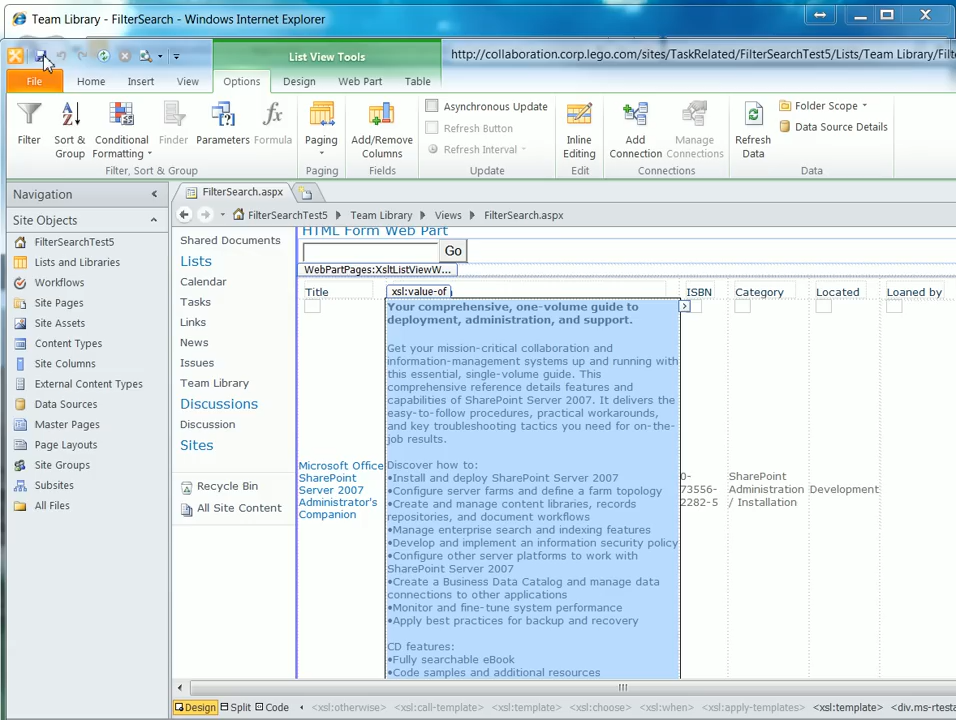 Team Library - FilterSearch - Windows Internet Explorer
List View Tools
http://collaboration.corp.lego.com/sites/TaskRelated/FilterSearchTest5/Lists/Team Library/Filte
File Home Insert View Options Design Web Part Table
Filter
Sort & Group
Conditional Formatting
Finder
Parameters
Formula
Filter, Sort & Group
Paging
Paging
Add/Remove Columns
Fields
Asynchronous Update
Refresh Button
Refresh Interval
Update
Inline Editing
Edit
Add Connection
Manage Connections
Connections
Refresh Data
Folder Scope
Data Source Details
Data
Navigation
Site Objects
FilterSearchTest5
Lists and Libraries
Workflows
Site Pages
Site Assets
Content Types
Site Columns
External Content Types
Data Sources
Master Pages
Page Layouts
Site Groups
Subsites
All Files
FilterSearch.aspx
FilterSearchTest5 Team Library Views FilterSearch.aspx
Shared Documents
Lists
Calendar
Tasks
Links
News
Issues
Team Library
Discussions
Discussion
Sites
Recycle Bin
All Site Content
HTML Form Web Part
Go
WebPartPages:XsltListViewW...
Title
xsl:value-of
ISBN
Category
Located
Loaned by
Microsoft Office
SharePoint
Server 2007
Administrator's
Companion
Your comprehensive, one-volume guide to
deployment, administration, and support.
Get your mission-critical collaboration and
information-management systems up and running with
this essential, single-volume guide. This
comprehensive reference details features and
capabilities of SharePoint Server 2007. It delivers the
easy-to-follow procedures, practical workarounds,
and key troubleshooting tactics you need for on-the-
job results.
Discover how to:
•Install and deploy SharePoint Server 2007
•Configure server farms and define a farm topology
•Create and manage content libraries, records
repositories, and document workflows
•Manage enterprise search and indexing features
•Develop and implement an information security policy
•Configure other server platforms to work with
SharePoint Server 2007
•Create a Business Data Catalog and manage data
connections to other applications
•Monitor and fine-tune system performance
•Apply best practices for backup and recovery
CD features:
•Fully searchable eBook
•Code samples and additional resources
0-
73556-
2282-5
SharePoint
Administration
/ Installation
Development
Design Split Code <xsl:otherwise> <xsl:call-template> <xsl:template> <xsl:choose> <xsl:when> <xsl:apply-templates> <xsl:template> <div.ms-rtesta